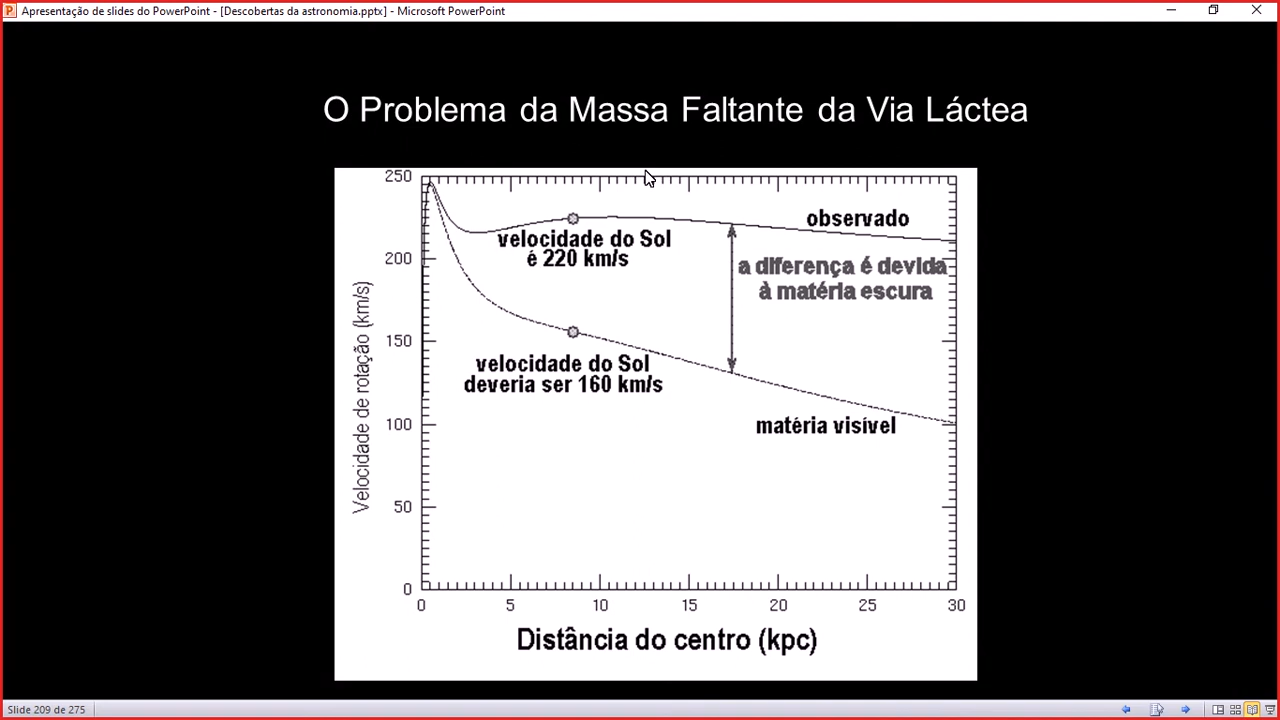 Apresentação de slides do PowerPoint - [Descobertas da astronomia.pptx] - Microsoft PowerPoint
O Problema da Massa Faltante da Via Láctea
250
200
150
100
50
0
Velocidade de rotação (km/s)
observado
velocidade do Sol
é 220 km/s
a diferença é devida
à matéria escura
velocidade do Sol
deveria ser 160 km/s
matéria visível
0 5 10 15 20 25 30
Distância do centro (kpc)
Slide 209 de 275